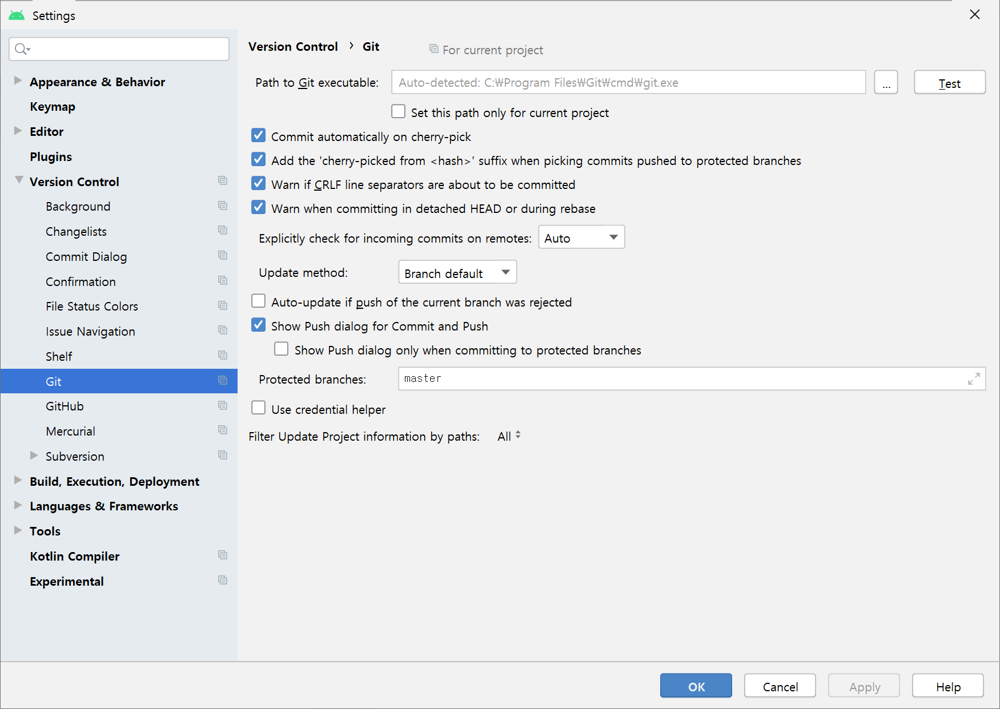 Settings
Version Control › Git
For current project
Appearance & Behavior
Keymap
Editor
Plugins
Version Control
Background
Changelists
Commit Dialog
Confirmation
File Status Colors
Issue Navigation
Shelf
Git
GitHub
Mercurial
Subversion
Build, Execution, Deployment
Languages & Frameworks
Tools
Kotlin Compiler
Experimental
Path to Git executable: Auto-detected: C:₩Program Files₩Git₩cmd₩git.exe ... Test
Set this path only for current project
Commit automatically on cherry-pick
Add the 'cherry-picked from <hash>' suffix when picking commits pushed to protected branches
Warn if CRLF line separators are about to be committed
Warn when committing in detached HEAD or during rebase
Explicitly check for incoming commits on remotes: Auto
Update method: Branch default
Auto-update if push of the current branch was rejected
Show Push dialog for Commit and Push
Show Push dialog only when committing to protected branches
Protected branches: master
Use credential helper
Filter Update Project information by paths: All
OK Cancel Apply Help